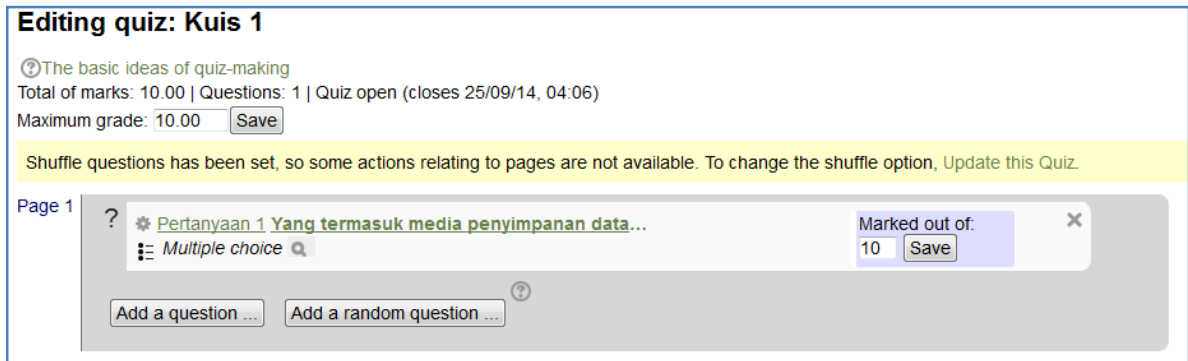 Editing quiz: Kuis 1
The basic ideas of quiz-making
Total of marks: 10.00 | Questions: 1 | Quiz open (closes 25/09/14, 04:06)
Maximum grade: 10.00 Save
Shuffle questions has been set, so some actions relating to pages are not available. To change the shuffle option, Update this Quiz.
Page 1
? Pertanyaan 1 Yang termasuk media penyimpanan data... Marked out of:
Multiple choice 10 Save
Add a question ... Add a random question ...